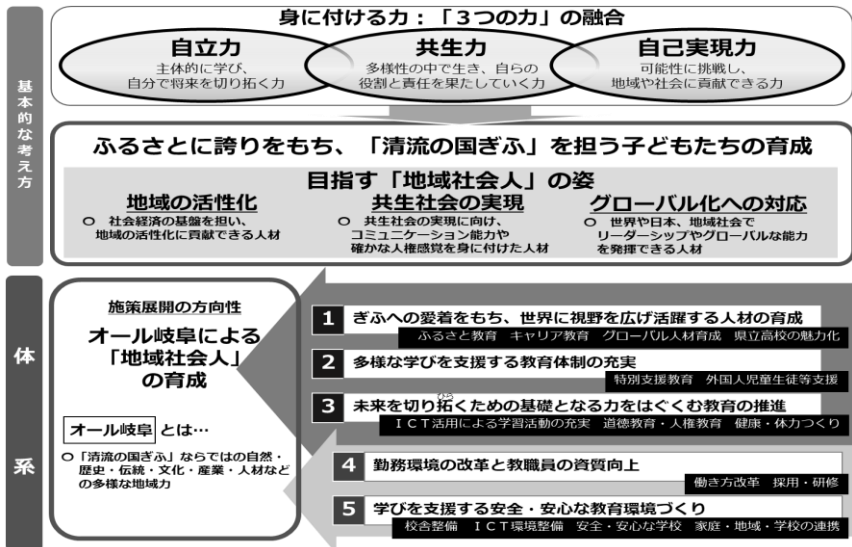 身に付ける力：「３つの力」の融合
自立力
主体的に学び、
自分で将来を切り拓く力
共生力
多様性の中で生き、自らの
役割と責任を果たしていく力
自己実現力
可能性に挑戦し、
地域や社会に貢献できる力
基本的な考え方
ふるさとに誇りをもち、「清流の国ぎふ」を担う子どもたちの育成
目指す「地域社会人」の姿
地域の活性化
○ 社会経済の基盤を担い、
地域の活性化に貢献できる人材
共生社会の実現
○ 共生社会の実現に向け、
コミュニケーション能力や
確かな人権感覚を身に付けた人材
グローバル化への対応
○ 世界や日本、地域社会で
リーダーシップやグローバルな能力
を発揮できる人材
体系
施策展開の方向性
オール岐阜による
「地域社会人」
の育成
オール岐阜 とは…
○「清流の国ぎふ」ならではの自然・
歴史・伝統・文化・産業・人材など
の多様な地域力
1 ぎふへの愛着をもち、世界に視野を広げ活躍する人材の育成
ふるさと教育 キャリア教育 グローバル人材育成 県立高校の魅力化
2 多様な学びを支援する教育体制の充実
特別支援教育 外国人児童生徒等支援
ひら
3 未来を切り拓くための基礎となる力をはぐくむ教育の推進
ＩＣＴ活用による学習活動の充実 道徳教育・人権教育 健康・体力つくり
4 勤務環境の改革と教職員の資質向上
働き方改革 採用・研修
5 学びを支援する安全・安心な教育環境づくり
校舎整備 ＩＣＴ環境整備 安全・安心な学校 家庭・地域・学校の連携